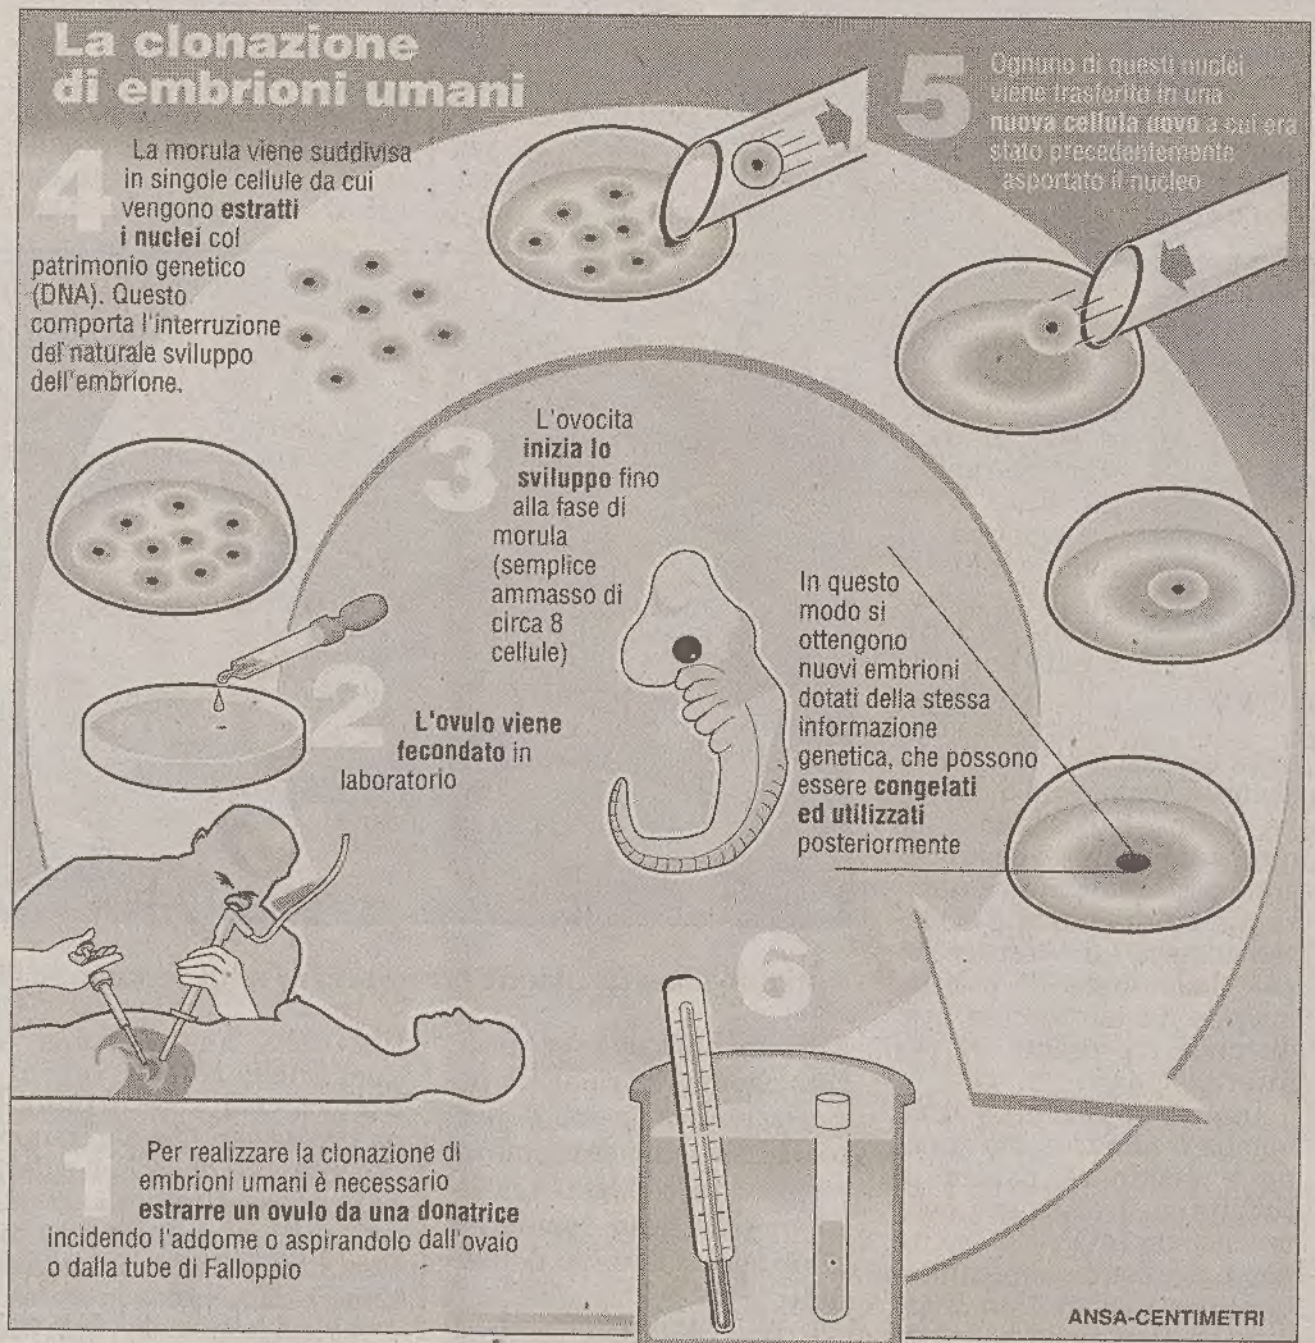 La clonazione
di embrioni umani
1
Per realizzare la clonazione di
embrioni umani è necessario
estrarre un ovulo da una donatrice
incidendo l'addome o aspirandolo dall'ovaio
o dalla tube di Falloppio
2
L'ovulo viene
fecondato in
laboratorio
3
L'ovocita
inizia lo
sviluppo fino
alla fase di
morula
(semplice
ammasso di
circa 8
cellule)
4
La morula viene suddivisa
in singole cellule da cui
vengono estratti
i nuclei col
patrimonio genetico
(DNA). Questo
comporta l'interruzione
del naturale sviluppo
dell'embrione.
5
Ognuno di questi nuclei
viene trasferito in una
nuova cellula uovo a cui era
stato precedentemente
asportato il nucleo
6
In questo
modo si
ottengono
nuovi embrioni
dotati della stessa
informazione
genetica, che possono
essere congelati
ed utilizzati
posteriormente
ANSA-CENTIMETRI